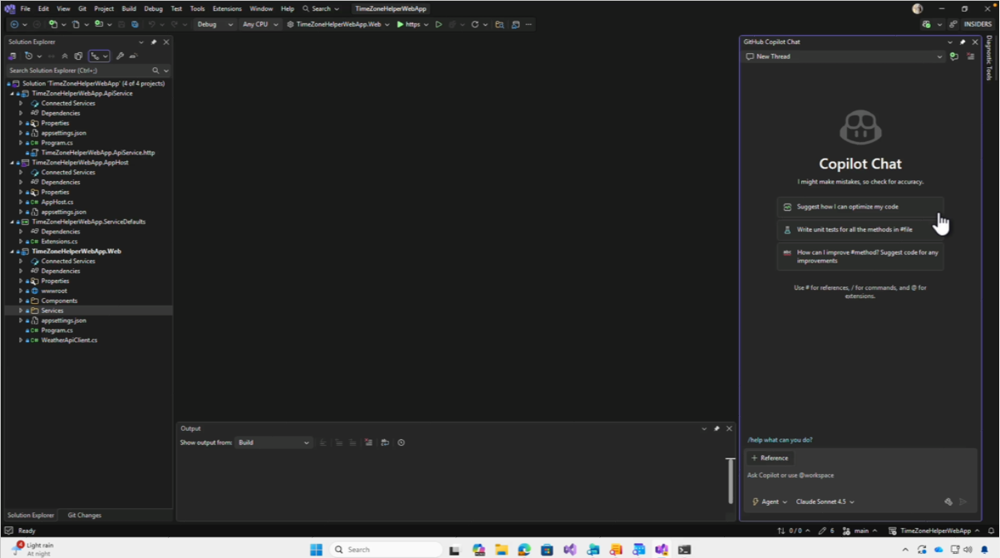 File Edit View Git Project Build Debug Test Tools Extensions Window Help Search TimeZoneHelperWebApp
Debug Any CPU TimeZoneHelperWebApp.Web https INSIDERS
Solution Explorer
Search Solution Explorer (Ctrl+;)
Solution 'TimeZoneHelperWebApp' (4 of 4 projects)
TimeZoneHelperWebApp.ApiService
Connected Services
Dependencies
Properties
appsettings.json
C# Program.cs
TimeZoneHelperWebApp.ApiService.http
TimeZoneHelperWebApp.AppHost
Connected Services
Dependencies
Properties
C# AppHost.cs
appsettings.json
TimeZoneHelperWebApp.ServiceDefaults
Dependencies
C# Extensions.cs
TimeZoneHelperWebApp.Web
Connected Services
Dependencies
Properties
wwwroot
Components
Services
appsettings.json
C# Program.cs
C# WeatherApiClient.cs
Solution Explorer Git Changes
Output
Show output from: Build
GitHub Copilot Chat
New Thread
Copilot Chat
I might make mistakes, so check for accuracy.
Suggest how I can optimize my code
Write unit tests for all the methods in #file
abc How can I improve #method? Suggest code for any
improvements
Use # for references, / for commands, and @ for
extensions.
/help what can you do?
+ Reference
Ask Copilot or use @workspace
Agent Claude Sonnet 4.5
Diagnostic Tools
Ready 0 / 0 6 main TimeZoneHelperWebApp
4 Light rain
At night
Search